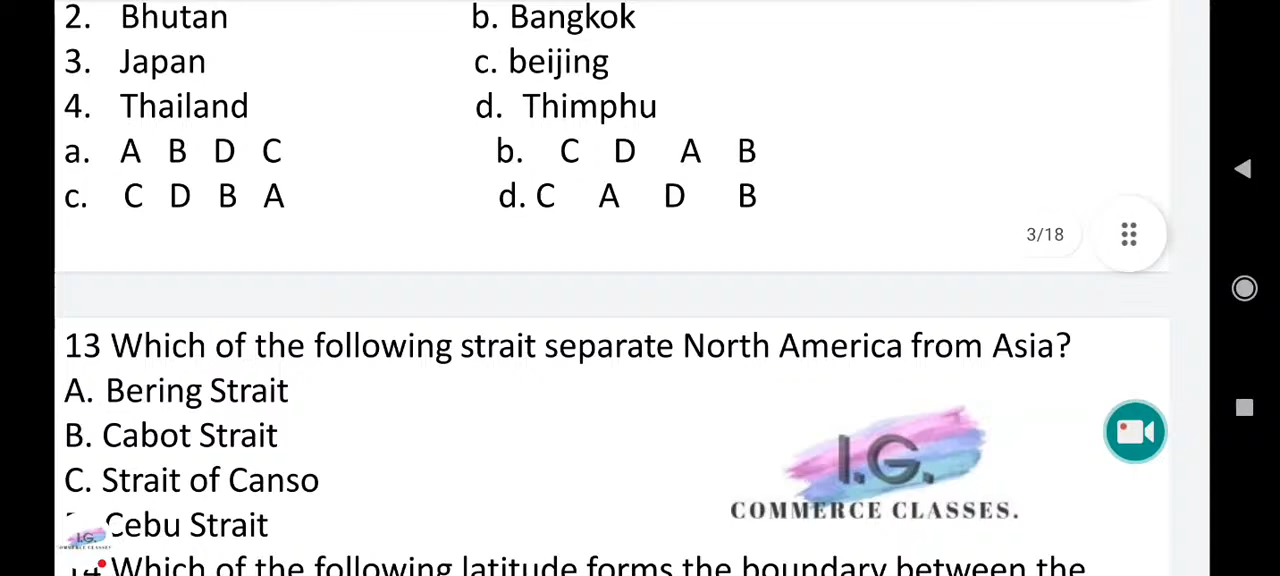 2. Bhutan b. Bangkok
3. Japan c. beijing
4. Thailand d. Thimphu
a. A B D C b. C D A B
c. C D B A d. C A D B
3/18
13 Which of the following strait separate North America from Asia?
A. Bering Strait
B. Cabot Strait
C. Strait of Canso
Cebu Strait
I.G.
COMMERCE CLASSES.
I.G.
COMMERCE CLASSES
Which of the following latitude forms the boundary between the